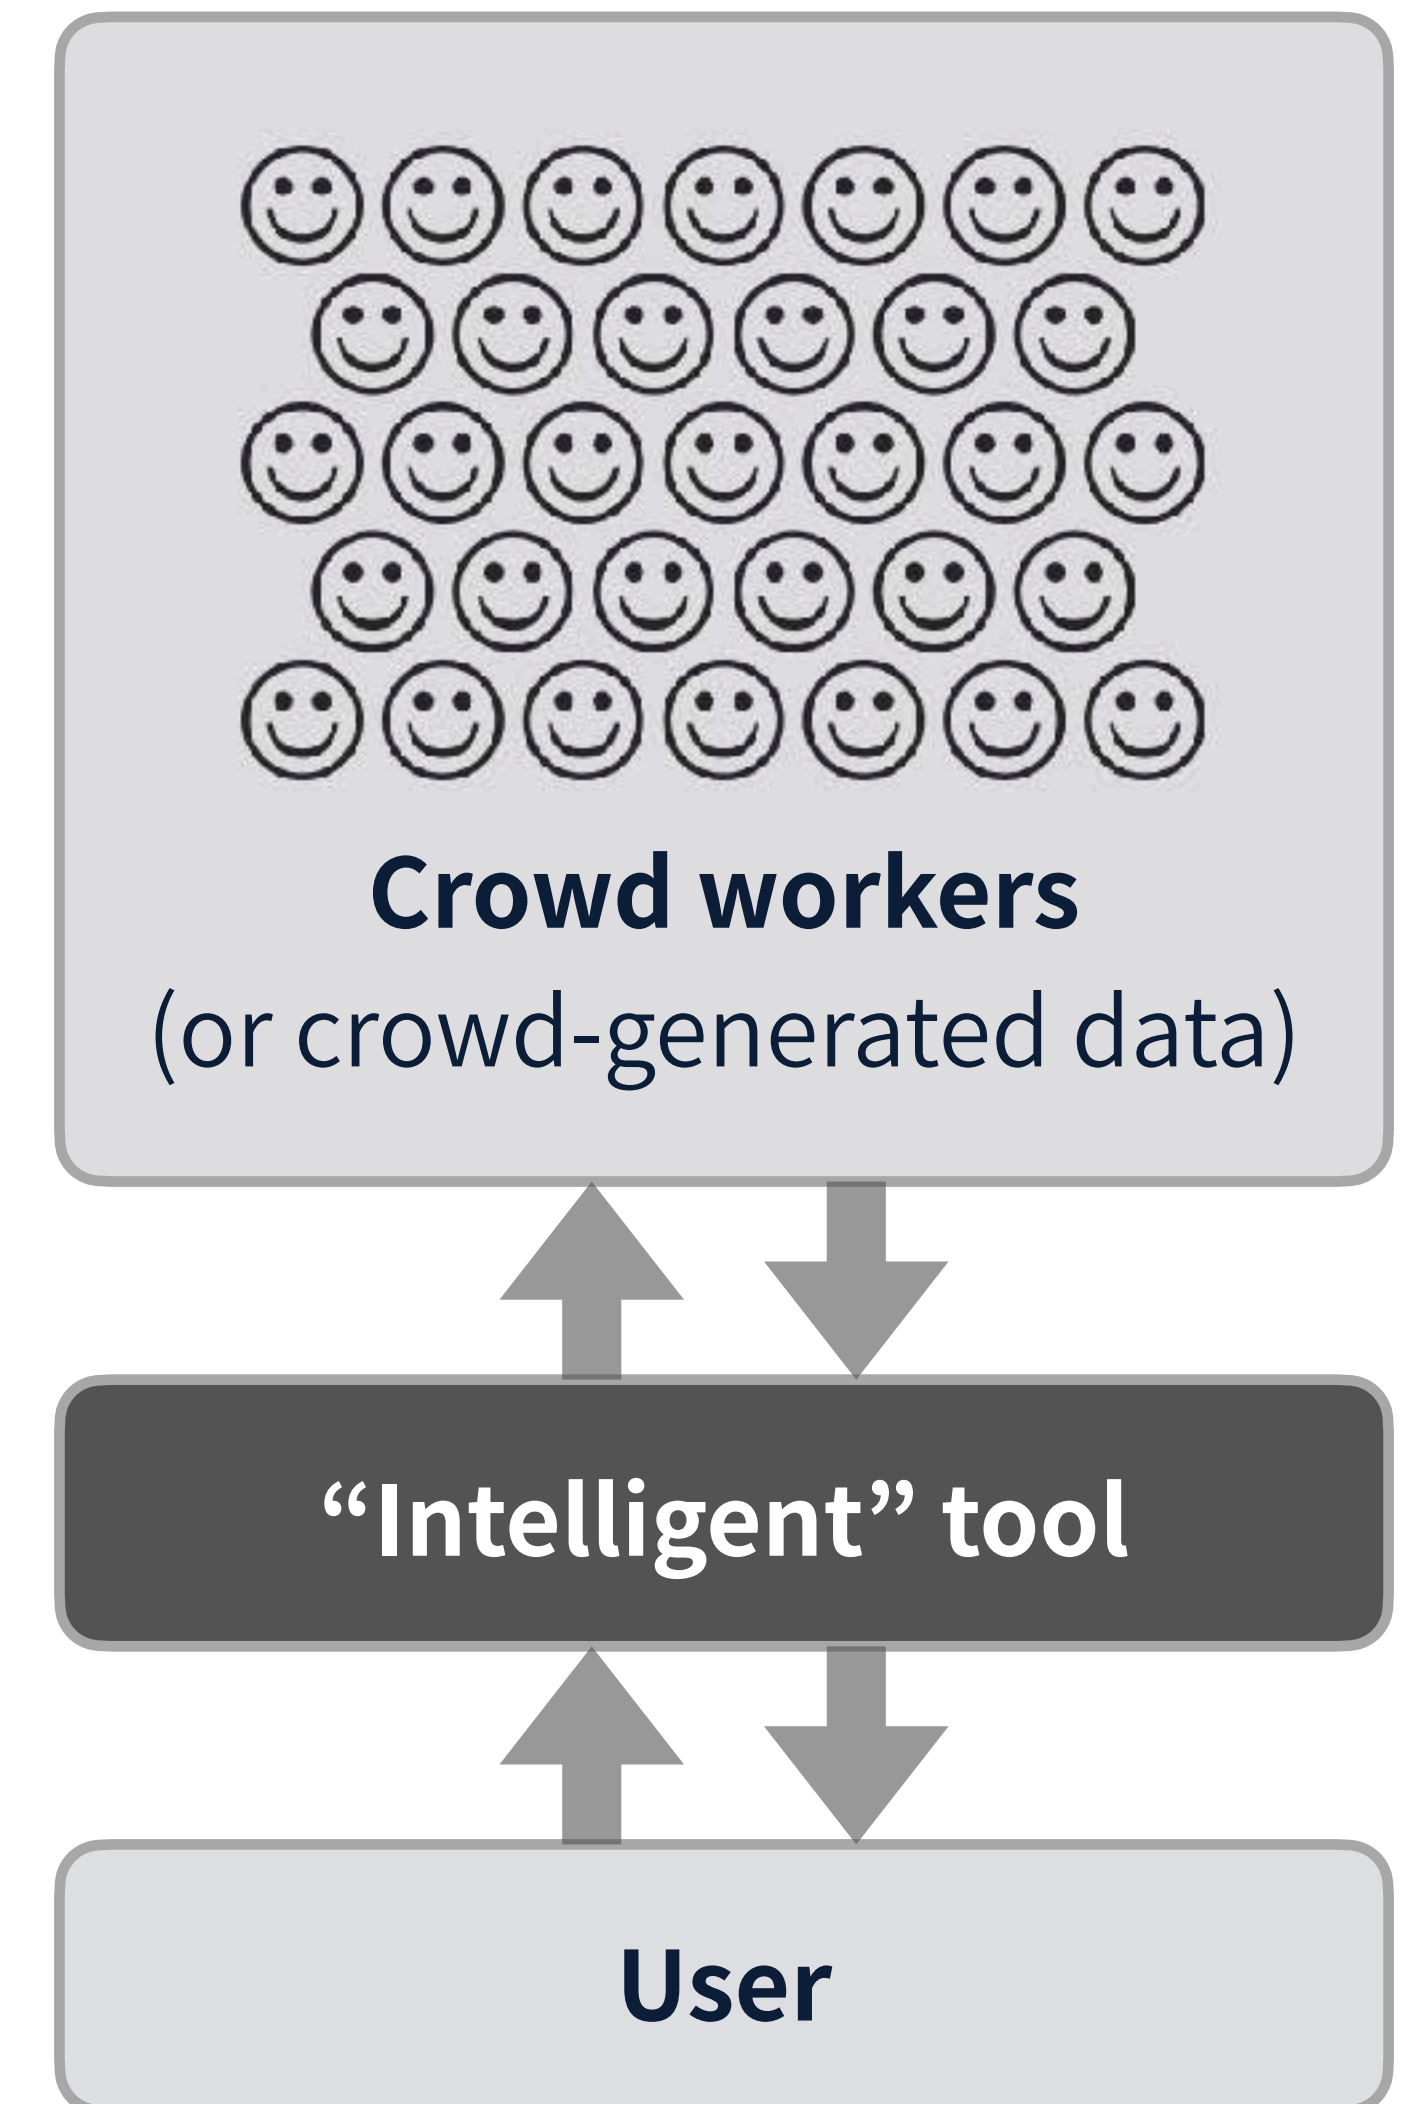 Crowd workers
(or crowd-generated data)
“Intelligent” tool
User